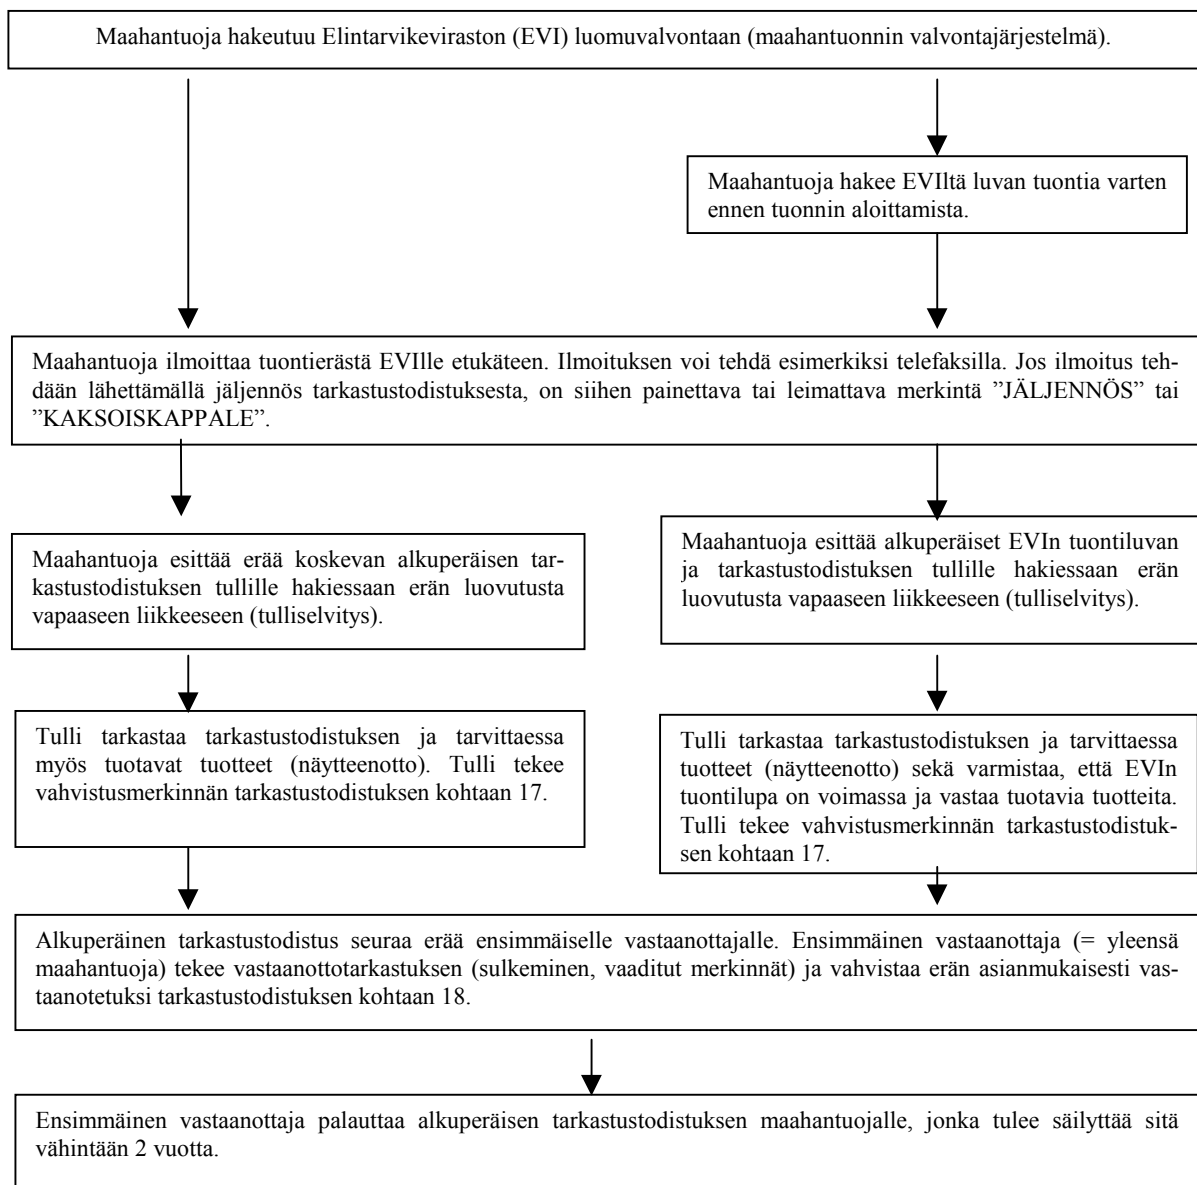 Maahantuoja hakeutuu Elintarvikeviraston (EVI) luomuvalvontaan (maahantuonnin valvontajärjestelmä).
Maahantuoja hakee EVIltä luvan tuontia varten
ennen tuonnin aloittamista.
Maahantuoja ilmoittaa tuontierästä EVIlle etukäteen. Ilmoituksen voi tehdä esimerkiksi telefaksilla. Jos ilmoitus teh-
dään lähettämällä jäljennös tarkastustodistuksesta, on siihen painettava tai leimattava merkintä ”JÄLJENNÖS” tai
”KAKSOISKAPPALE”.
Maahantuoja esittää erää koskevan alkuperäisen tar-
kastustodistuksen tullille hakiessaan erän luovutusta
vapaaseen liikkeeseen (tulliselvitys).
Maahantuoja esittää alkuperäiset EVIn tuontiluvan
ja tarkastustodistuksen tullille hakiessaan erän
luovutusta vapaaseen liikkeeseen (tulliselvitys).
Tulli tarkastaa tarkastustodistuksen ja tarvittaessa
myös tuotavat tuotteet (näytteenotto). Tulli tekee
vahvistusmerkinnän tarkastustodistuksen kohtaan 17.
Tulli tarkastaa tarkastustodistuksen ja tarvittaessa
tuotteet (näytteenotto) sekä varmistaa, että EVIn
tuontilupa on voimassa ja vastaa tuotavia tuotteita.
Tulli tekee vahvistusmerkinnän tarkastustodistuk-
sen kohtaan 17.
Alkuperäinen tarkastustodistus seuraa erää ensimmäiselle vastaanottajalle. Ensimmäinen vastaanottaja (= yleensä
maahantuoja) tekee vastaanottotarkastuksen (sulkeminen, vaaditut merkinnät) ja vahvistaa erän asianmukaisesti vas-
taanotetuksi tarkastustodistuksen kohtaan 18.
Ensimmäinen vastaanottaja palauttaa alkuperäisen tarkastustodistuksen maahantuojalle, jonka tulee säilyttää sitä
vähintään 2 vuotta.